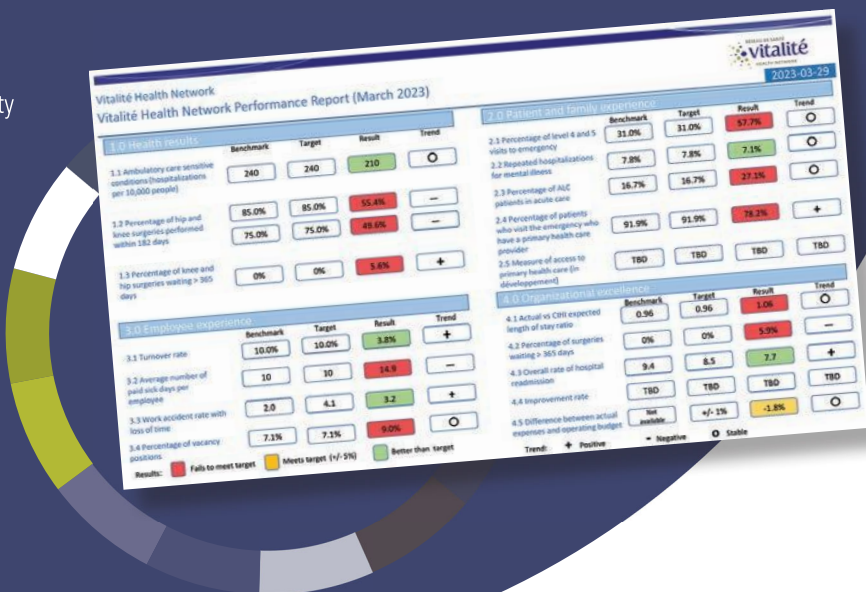 ty
RÉSEAU DE SANTÉ
vitalité
HEALTH NETWORK
2023-03-29
Vitalité Health Network
Vitalité Health Network Performance Report (March 2023)
1.0 Health results
Benchmark Target Result Trend
1.1 Ambulatory care sensitive
conditions (hospitalizations
per 10,000 people)
240 240 210 O
1.2 Percentage of hip and
knee surgeries performed
within 182 days
85.0% 85.0% 55.4% –
75.0% 75.0% 49.6% –
1.3 Percentage of knee and
hip surgeries waiting > 365
days
0% 0% 5.6% +
2.0 Patient and family experience
Benchmark Target Result Trend
2.1 Percentage of level 4 and 5
visits to emergency
31.0% 31.0% 57.7% O
2.2 Repeated hospitalizations
for mental illness
7.8% 7.8% 7.1% O
2.3 Percentage of ALC
patients in acute care
16.7% 16.7% 27.1% O
2.4 Percentage of patients
who visit the emergency who
have a primary health care
provider
91.9% 91.9% 78.2% +
2.5 Measure of access to
primary health care (in
développement)
TBD TBD TBD TBD
3.0 Employee experience
Benchmark Target Result Trend
3.1 Turnover rate
10.0% 10.0% 3.8% +
3.2 Average number of
paid sick days per
employee
10 10 14.9 –
3.3 Work accident rate with
loss of time
2.0 4.1 3.2 +
3.4 Percentage of vacancy
positions
7.1% 7.1% 9.0% O
4.0 Organizational excellence
Benchmark Target Result Trend
4.1 Actual vs CIHI expected
length of stay ratio
0.96 0.96 1.06 O
4.2 Percentage of surgeries
waiting > 365 days
0% 0% 5.9% –
4.3 Overall rate of hospital
readmission
9.4 8.5 7.7 +
4.4 Improvement rate
TBD TBD TBD TBD
4.5 Difference between actual
expenses and operating budget
Not
available
+/- 1% -1.8% O
Results: Fails to meet target Meets target (+/- 5%) Better than target
Trend: + Positive - Negative O Stable